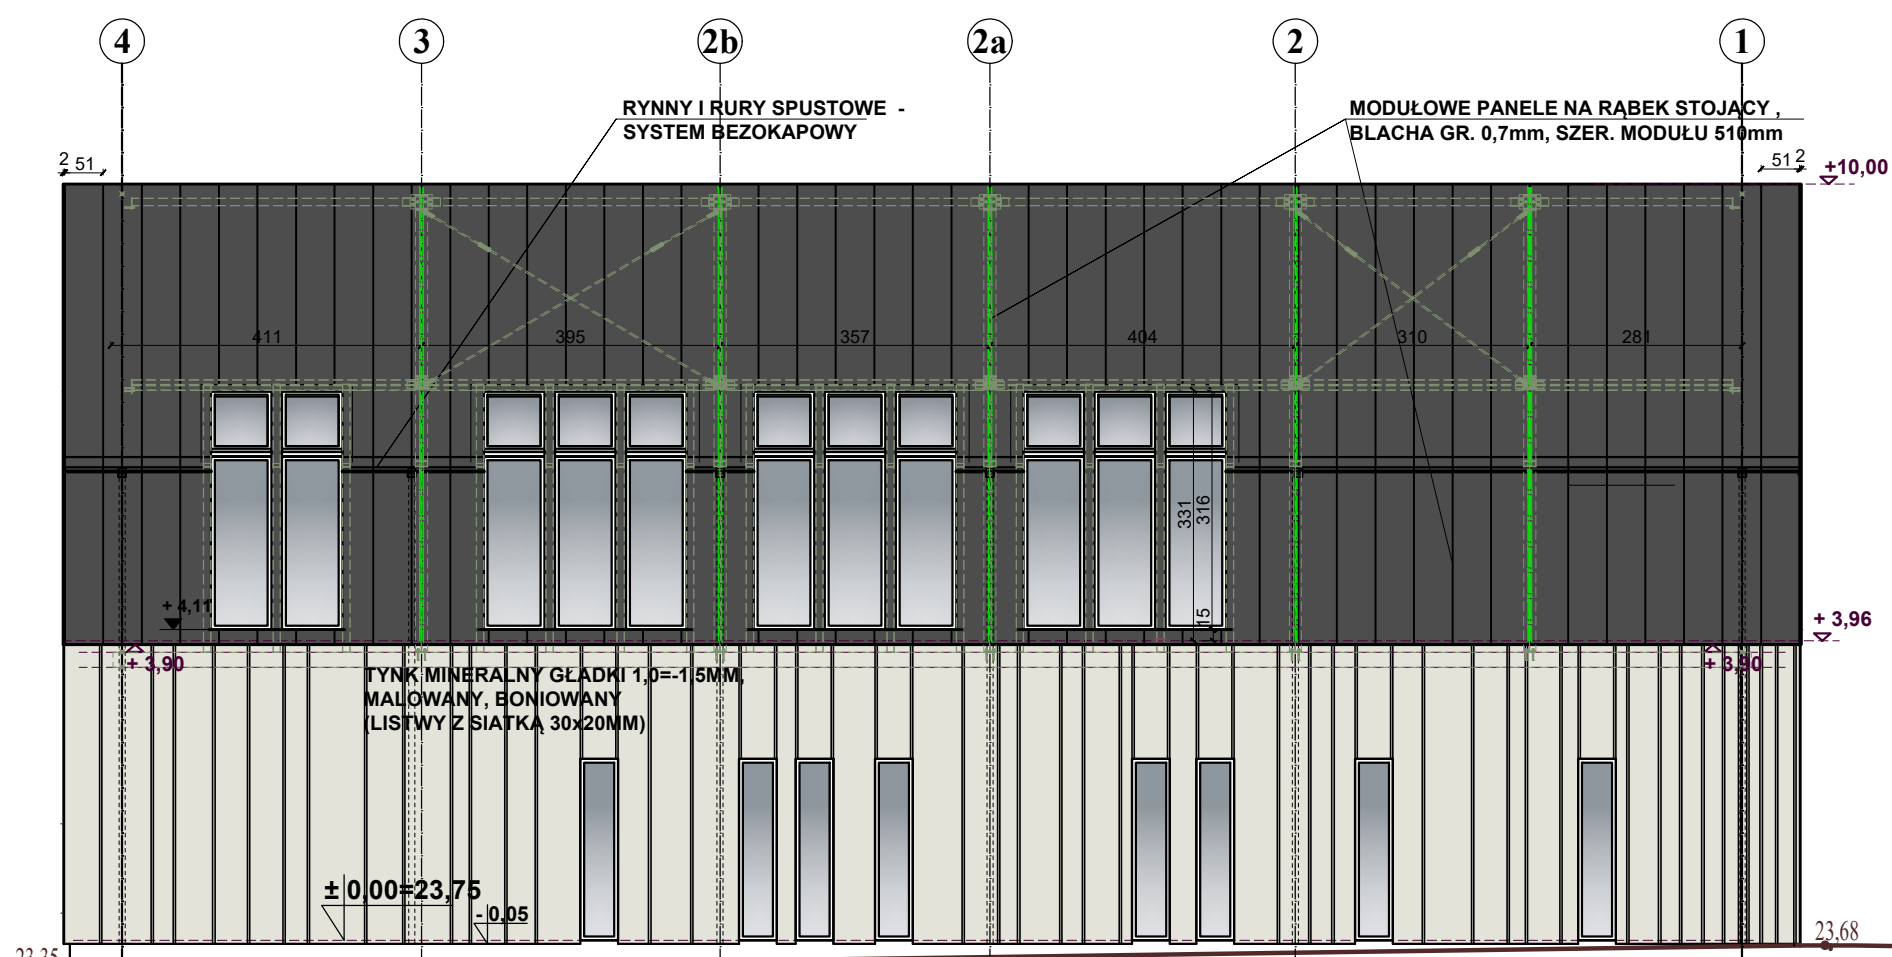 4 3 2b 2a 2 1
RYNNY I RURY SPUSTOWE -
SYSTEM BEZOKAPOWY
MODUŁOWE PANELE NA RĄBEK STOJĄCY ,
BLACHA GR. 0,7mm, SZER. MODUŁU 510mm
2 51
51 2
+10,00
411 395 357 404 310 281
331
316
15
+ 4,11
+ 3,96
+ 3,90
+ 3,90
TYNK MINERALNY GŁADKI 1,0=-1,5MM,
MALOWANY, BONIOWANY
(LISTWY Z SIATKĄ 30x20MM)
± 0,00=23,75
- 0,05
23,68